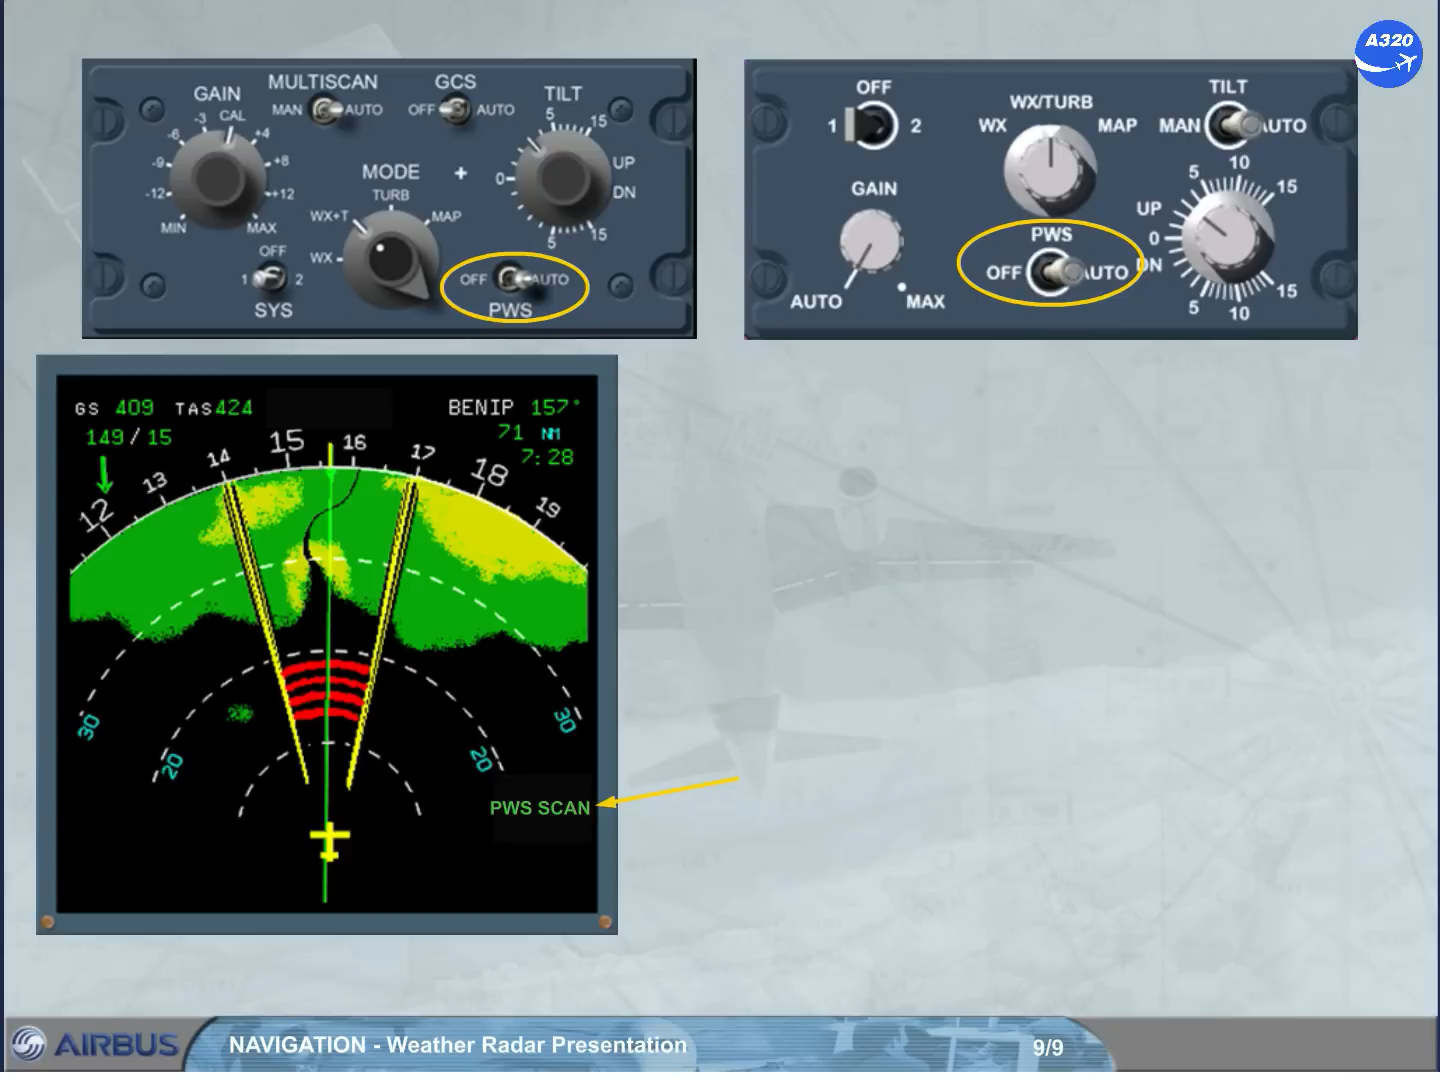 A320
MULTISCAN
MAN AUTO
GCS
OFF AUTO
GAIN
MIN -12 -9 -6 -3 CAL +4 +8 +12 MAX
TILT
5 15
UP
0
DN
5 15
MODE
WX WX+T TURB MAP
+
OFF
1 2
SYS
OFF AUTO
PWS
OFF
1 2
WX/TURB
WX MAP
TILT
MAN AUTO
GAIN
AUTO MAX
PWS
OFF AUTO
5 10 15
UP
0
DN
5 10 15
GS 409 TAS424
149/15
BENIP 157°
71 NM
7:28
12 13 14 15 16 17 18 19
30 30
20 20
PWS SCAN
AIRBUS
NAVIGATION - Weather Radar Presentation
9/9